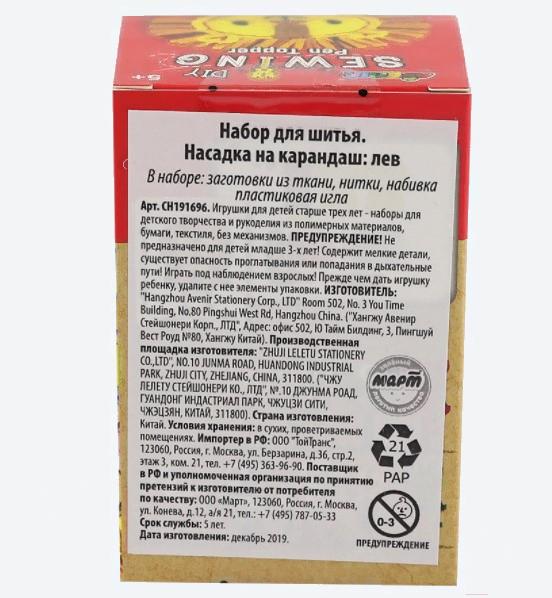 5+
DIY
SEWING
Pen Topper
Набор для шитья.
Насадка на карандаш: лев
В наборе: заготовки из ткани, нитки, набивка
пластиковая игла
Арт. СН191696. Игрушки для детей старше трех лет - наборы для
детского творчества и рукоделия из полимерных материалов,
бумаги, текстиля, без механизмов. ПРЕДУПРЕЖДЕНИЕ! Не
предназначено для детей младше 3-х лет! Содержит мелкие детали,
существует опасность проглатывания или попадания в дыхательные
пути! Играть под наблюдением взрослых! Прежде чем дать игрушку
ребенку, удалите с нее элементы упаковки. ИЗГОТОВИТЕЛЬ:
"Hangzhou Avenir Stationery Corp., LTD" Room 502, No. 3 You Time
Building, No.80 Pingshui West Rd, Hangzhou China. ("Хангжу Авенир
Стейшонери Корп., ЛТД", Адрес: офис 502, Ю Тайм Билдинг, 3, Пингшуй
Вест Роуд №80, Хангжу Китай). Производственная
площадка изготовителя: "ZHUJI LELETU STATIONERY
CO.,LTD", NO.10 JUNMA ROAD, HUANDONG INDUSTRIAL
PARK, ZHUJI CITY, ZHEJIANG, CHINA, 311800. ("ЧЖУ
ЛЕЛЕТУ СТЕЙШОНЕРИ КО., ЛТД", №.10 ДЖУНМА РОАД,
ГУАНДОНГ ИНДАСТРИАЛ ПАРК, ЧЖУЦЗИ СИТИ,
ЧЖЭЦЗЯН, КИТАЙ, 311800). Страна изготовления:
Китай. Условия хранения: в сухих, проветриваемых
помещениях. Импортер в РФ: ООО "ТойТранс",
123060, Россия, г. Москва, ул. Берзарина, д.36, стр.2,
этаж 3, ком. 21, тел. +7 (495) 363-96-90. Поставщик
в РФ и уполномоченная организация по принятию
претензий к изготовителю от потребителя
по качеству: ООО «Март», 123060, Россия, г. Москва,
ул. Конева, д.12, а/я 21, тел.: +7 (495) 787-05-33
Срок службы: 5 лет.
Дата изготовления: декабрь 2019.
март
21
PAP
0-3
ПРЕДУПРЕЖДЕНИЕ